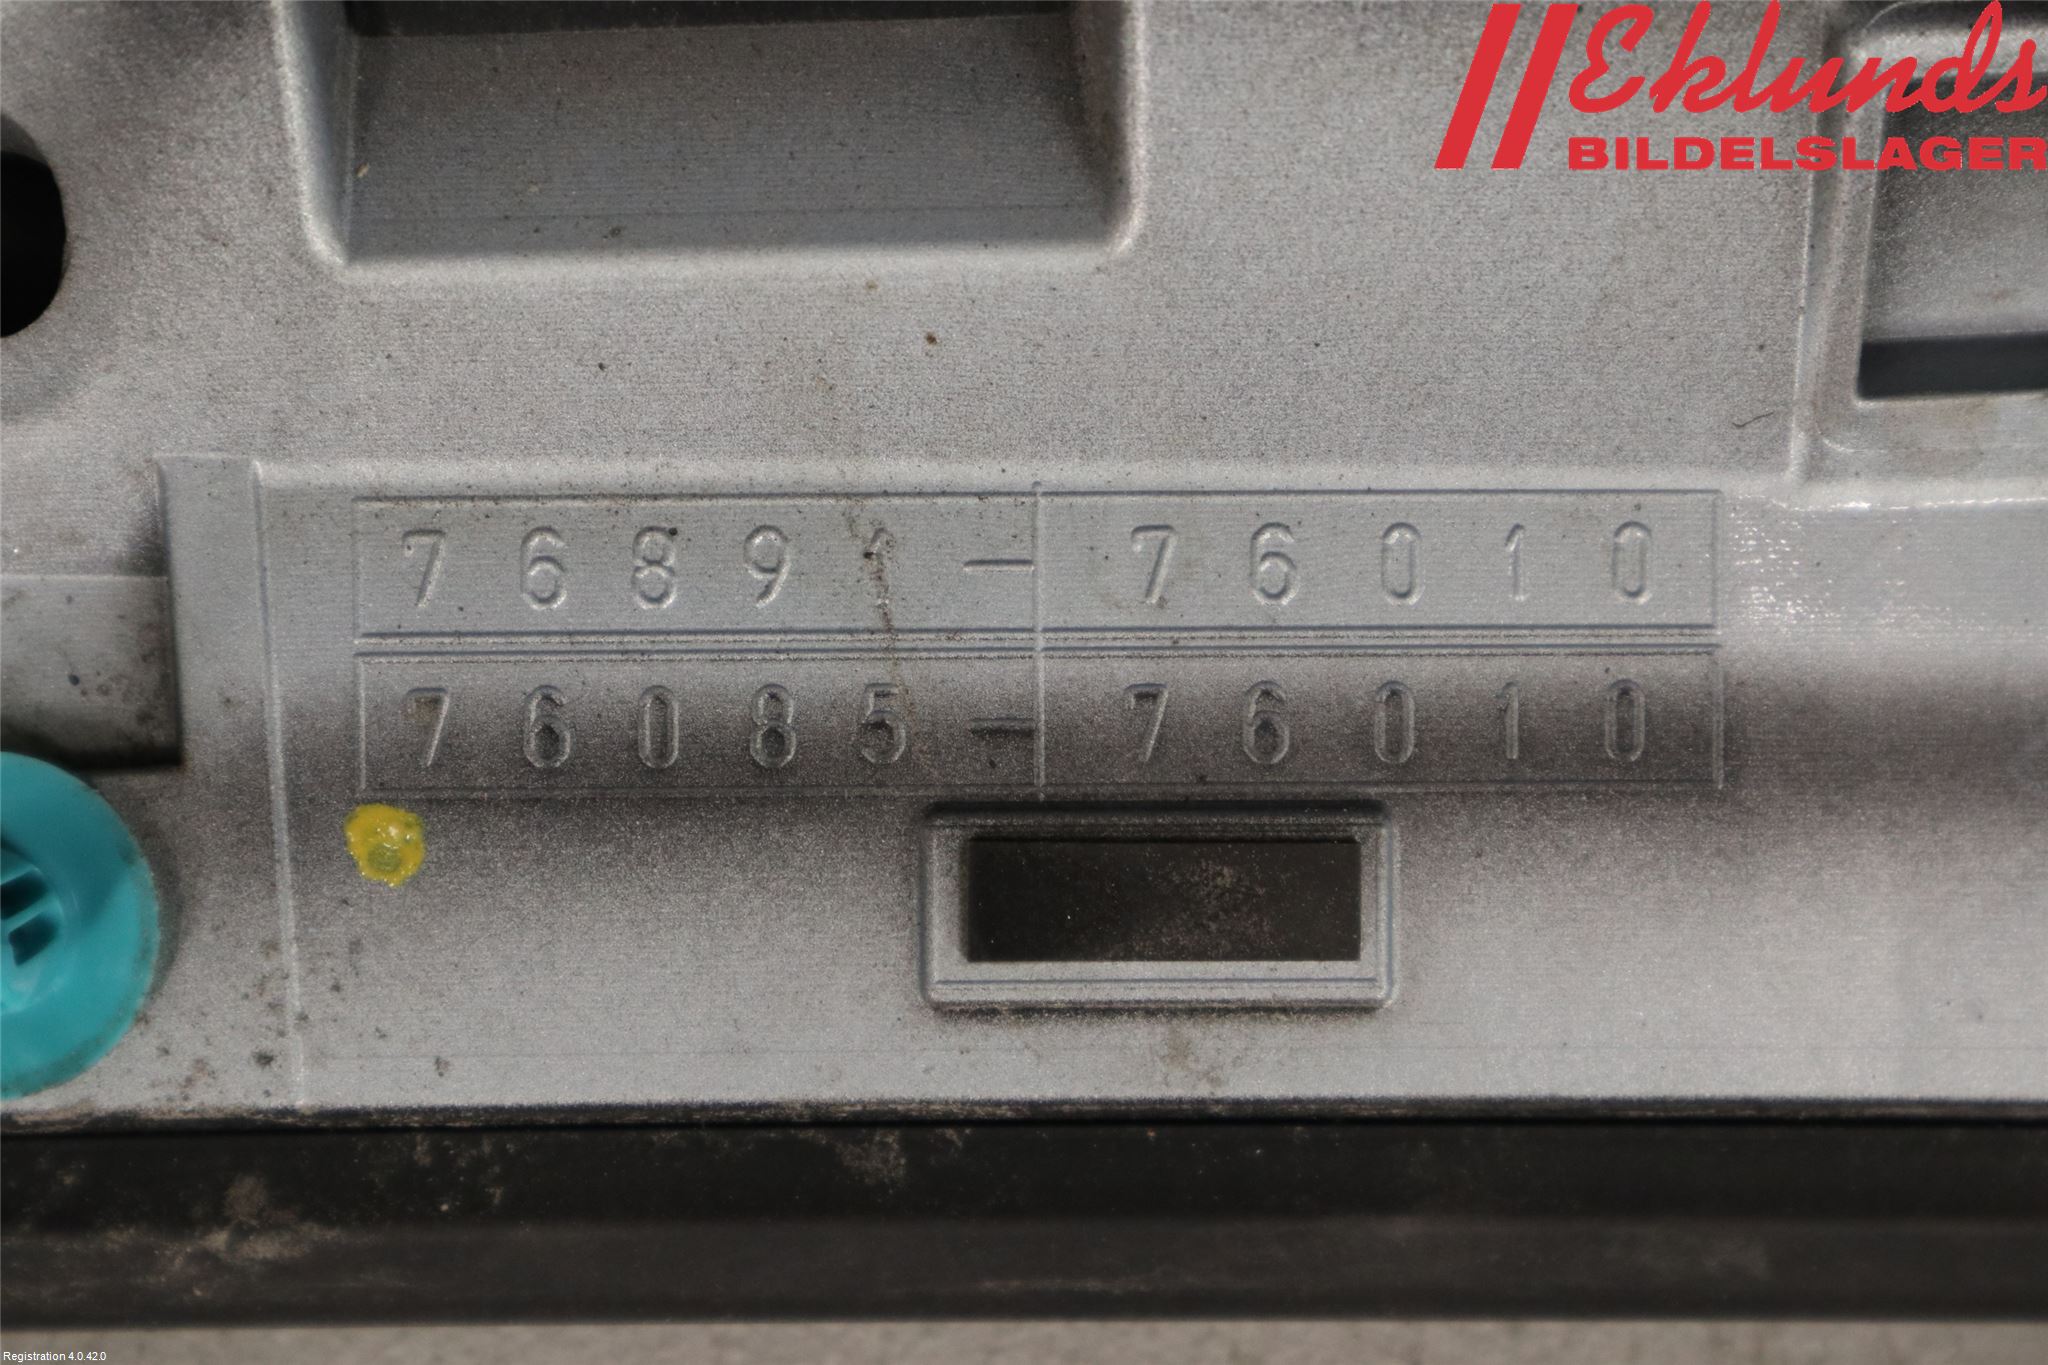 Eklunds
BILDELSLAGER
76891-76010
76085-76010
Registration 4.0.42.0